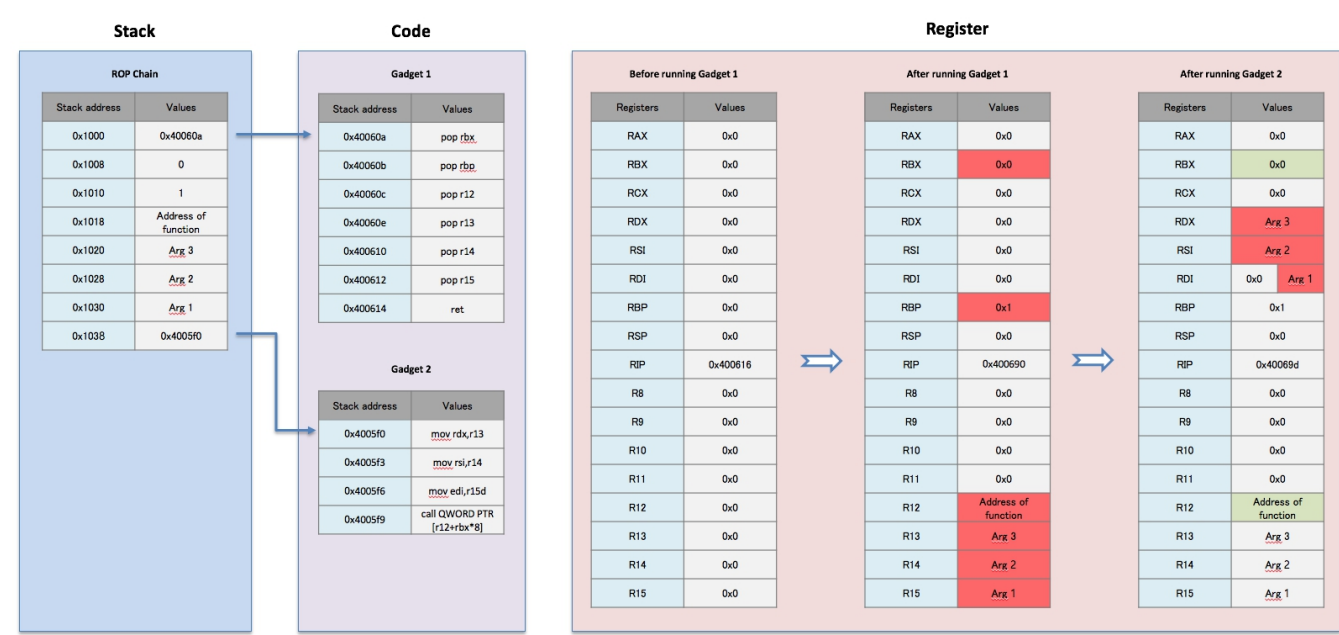 Stack
ROP Chain
Stack address Values
0x1000 0x40060a
0x1008 0
0x1010 1
0x1018 Address of function
0x1020 Arg 3
0x1028 Arg 2
0x1030 Arg 1
0x1038 0x4005f0
Code
Gadget 1
Stack address Values
0x40060a pop rbx
0x40060b pop rbp
0x40060c pop r12
0x40060e pop r13
0x400610 pop r14
0x400612 pop r15
0x400614 ret
Gadget 2
Stack address Values
0x4005f0 mov rdx,r13
0x4005f3 mov rsi,r14
0x4005f6 mov edi,r15d
0x4005f9 call QWORD PTR [r12+rbx*8]
Register
Before running Gadget 1
Registers Values
RAX 0x0
RBX 0x0
RCX 0x0
RDX 0x0
RSI 0x0
RDI 0x0
RBP 0x0
RSP 0x0
RIP 0x400616
R8 0x0
R9 0x0
R10 0x0
R11 0x0
R12 0x0
R13 0x0
R14 0x0
R15 0x0
After running Gadget 1
Registers Values
RAX 0x0
RBX 0x0
RCX 0x0
RDX 0x0
RSI 0x0
RDI 0x0
RBP 0x1
RSP 0x0
RIP 0x400690
R8 0x0
R9 0x0
R10 0x0
R11 0x0
R12 Address of function
R13 Arg 3
R14 Arg 2
R15 Arg 1
After running Gadget 2
Registers Values
RAX 0x0
RBX 0x0
RCX 0x0
RDX Arg 3
RSI Arg 2
RDI 0x0 Arg 1
RBP 0x1
RSP 0x0
RIP 0x40069d
R8 0x0
R9 0x0
R10 0x0
R11 0x0
R12 Address of function
R13 Arg 3
R14 Arg 2
R15 Arg 1